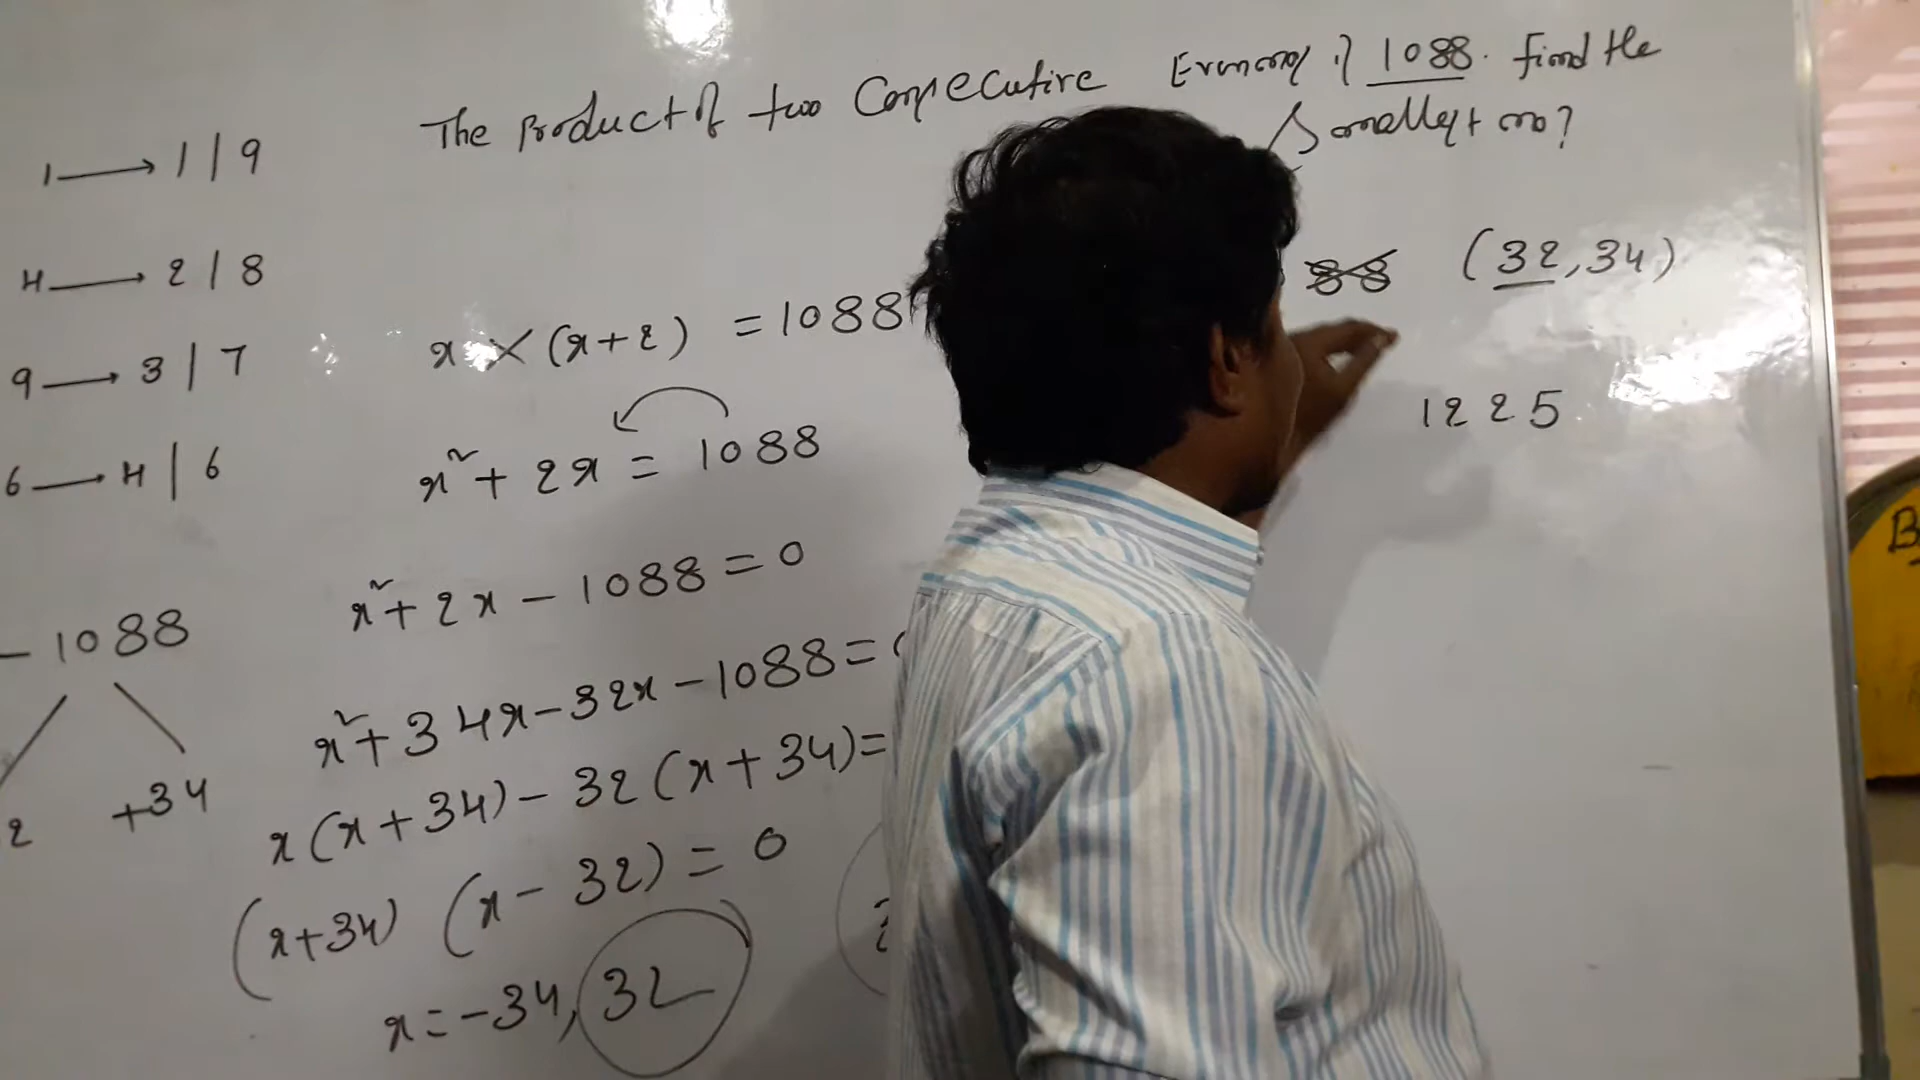 The Product of two Consecutive Even nos is 1088. find the
Smallest no?
1 → 1 | 9
4 → 2 | 8
9 → 3 | 7
6 → 4 | 6
- 1088
2 +34
x × (x+2) = 1088
x² + 2x = 1088
x² + 2x - 1088 = 0
x² + 34x - 32x - 1088 =
x(x+34) - 32(x+34) =
(x+34) (x - 32) = 0
x = -34, 32
88 (32, 34)
1225
B